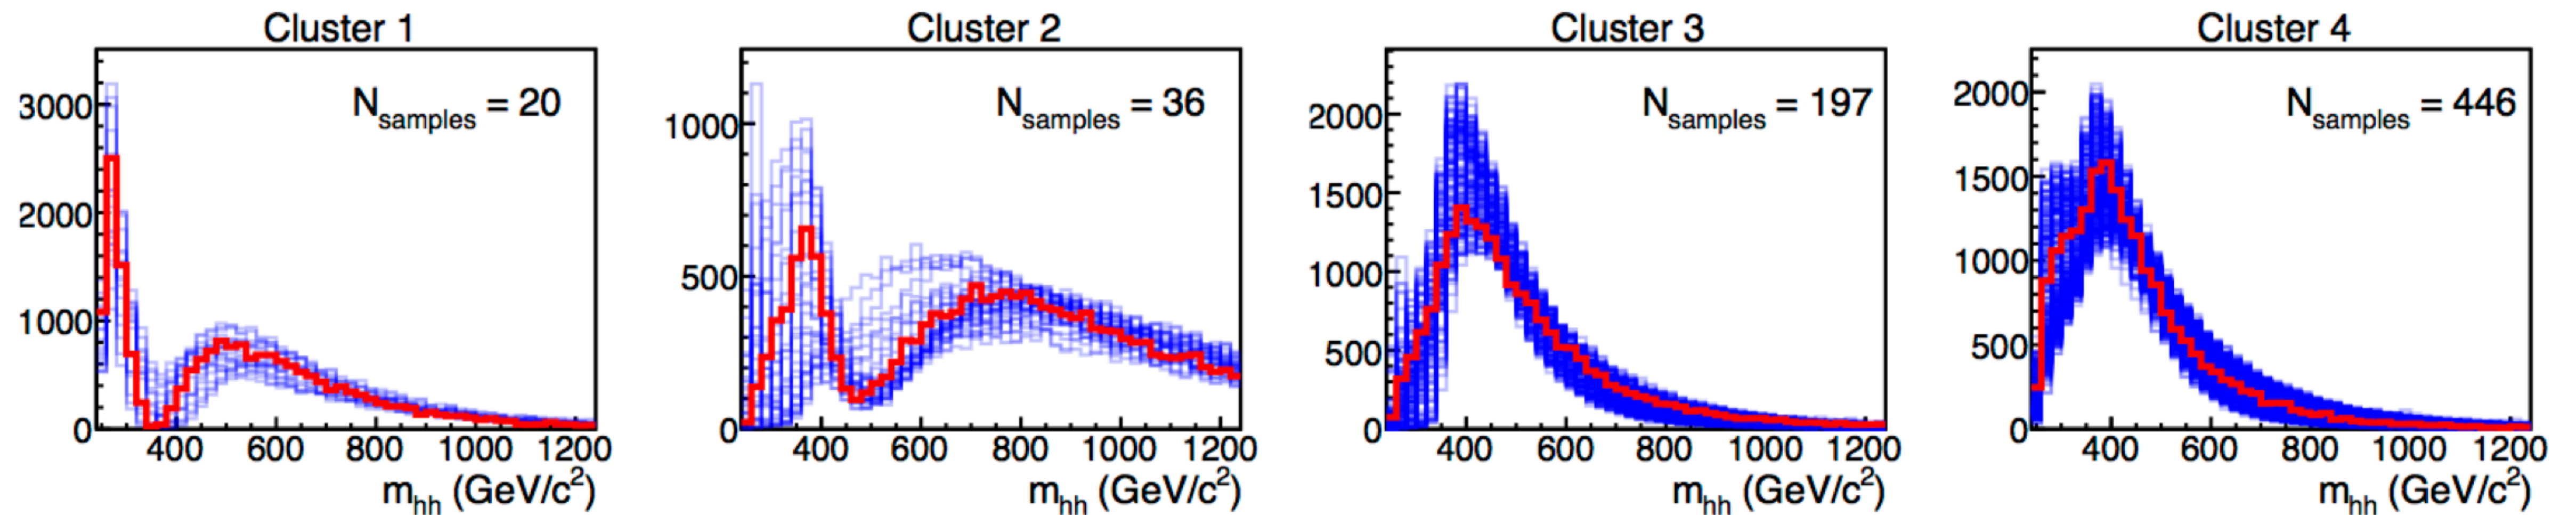 Cluster 1
3000
2000
1000
0
N_samples = 20
400 600 800 1000 1200
m_hh (GeV/c²)
Cluster 2
1000
500
0
N_samples = 36
400 600 800 1000 1200
m_hh (GeV/c²)
Cluster 3
2000
1500
1000
500
0
N_samples = 197
400 600 800 1000 1200
m_hh (GeV/c²)
Cluster 4
2000
1500
1000
500
0
N_samples = 446
400 600 800 1000 1200
m_hh (GeV/c²)